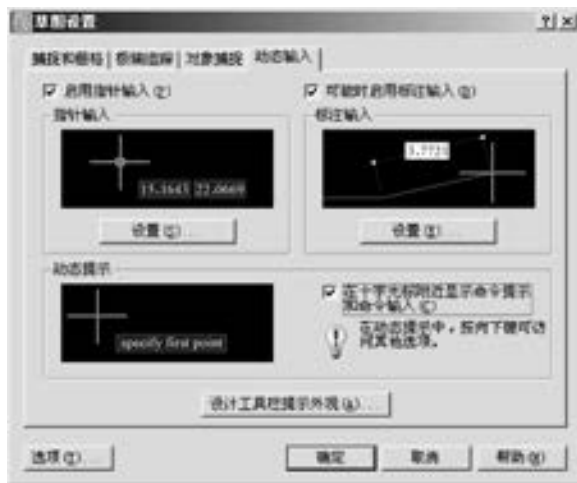 草图设置
捕捉和栅格 极轴追踪 对象捕捉 动态输入
启用指针输入(P) 可能时启用标注输入(D)
指针输入 标注输入
15.1643 22.0669
3.7721
设置(S)... 设置(E)...
动态提示
在十字光标附近显示命令提示
和命令输入(C)
specify first point
在动态提示中，按向下键可访
问其他选项。
设计工具栏提示外观(A)...
选项(T)... 确定 取消 帮助(H)